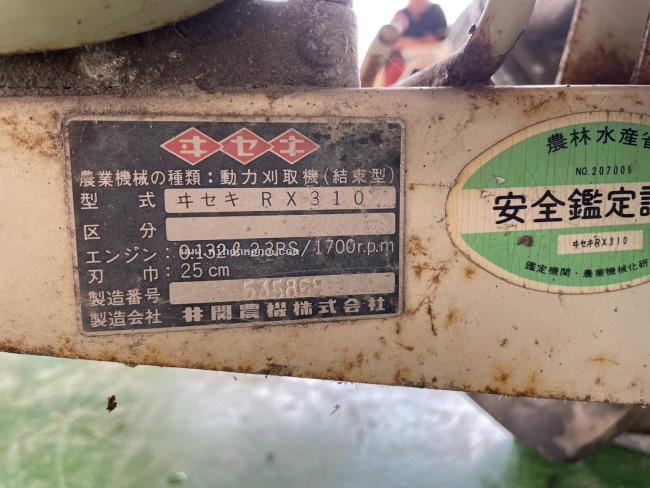 ヰセキ
農業機械の種類:動力刈取機(結束型)
型 式 ヰセキ RX310
区 分
エンジン: 0.132ℓ 2.3PS/1700r.p.m
刃 巾: 25cm
製造番号
製造会社 井関農機株式会社
農林水産省
NO.207009
安全鑑定
ヰセキRX310
鑑定機関・農業機械化研